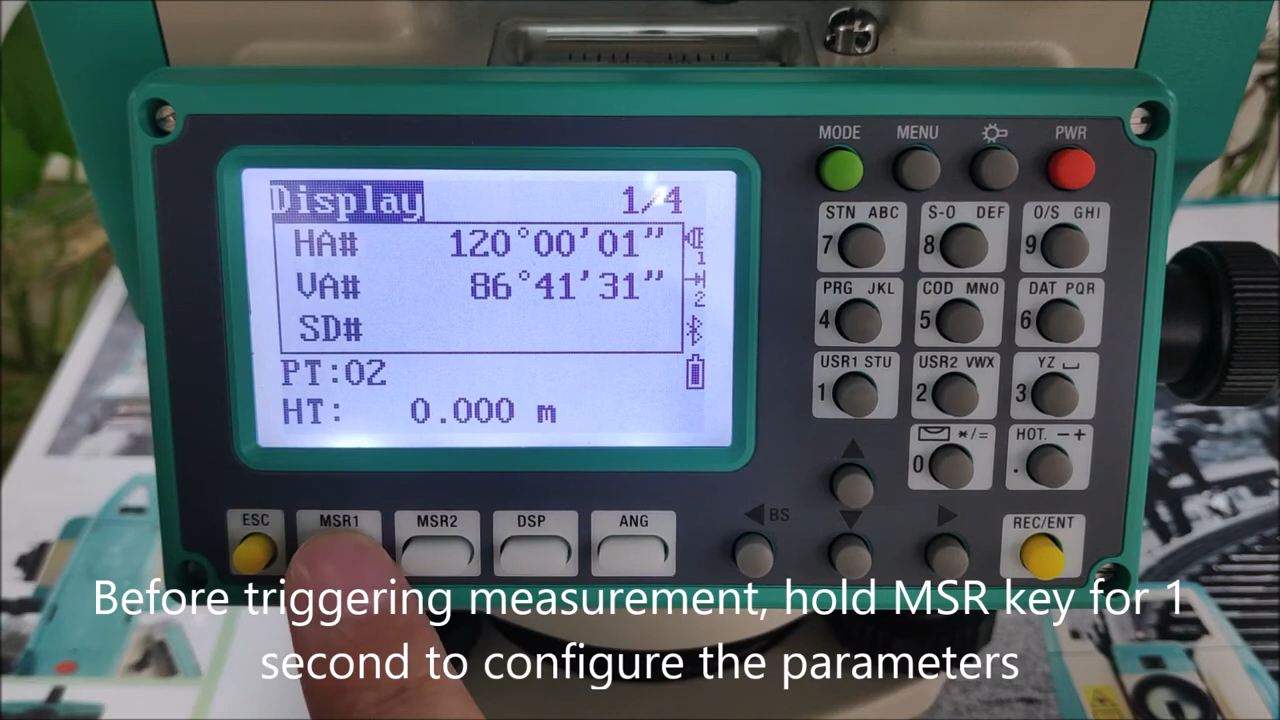 MODE MENU PWR
Display 1/4
HA# 120°00'01"
1
VA# 86°41'31"
2
SD#
PT:OZ
HT: 0.000 m
STN ABC
7
S-O DEF
8
O/S GHI
9
PRG JKL
4
COD MNO
5
DAT PQR
6
USR1 STU
1
USR2 VWX
2
YZ ⌴
3
*/=
0
HOT. -+
.
BS
ESC MSR1 MSR2 DSP ANG REC/ENT
Before triggering measurement, hold MSR key for 1
second to configure the parameters